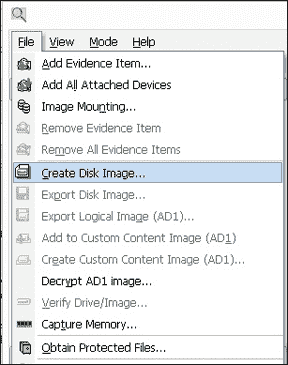 File View Mode Help
Add Evidence Item...
Add All Attached Devices
Image Mounting...
Remove Evidence Item
Remove All Evidence Items
Create Disk Image...
Export Disk Image...
Export Logical Image (AD1)...
Add to Custom Content Image (AD1)
Create Custom Content Image (AD1)...
Decrypt AD1 image...
Verify Drive/Image...
Capture Memory...
Obtain Protected Files...